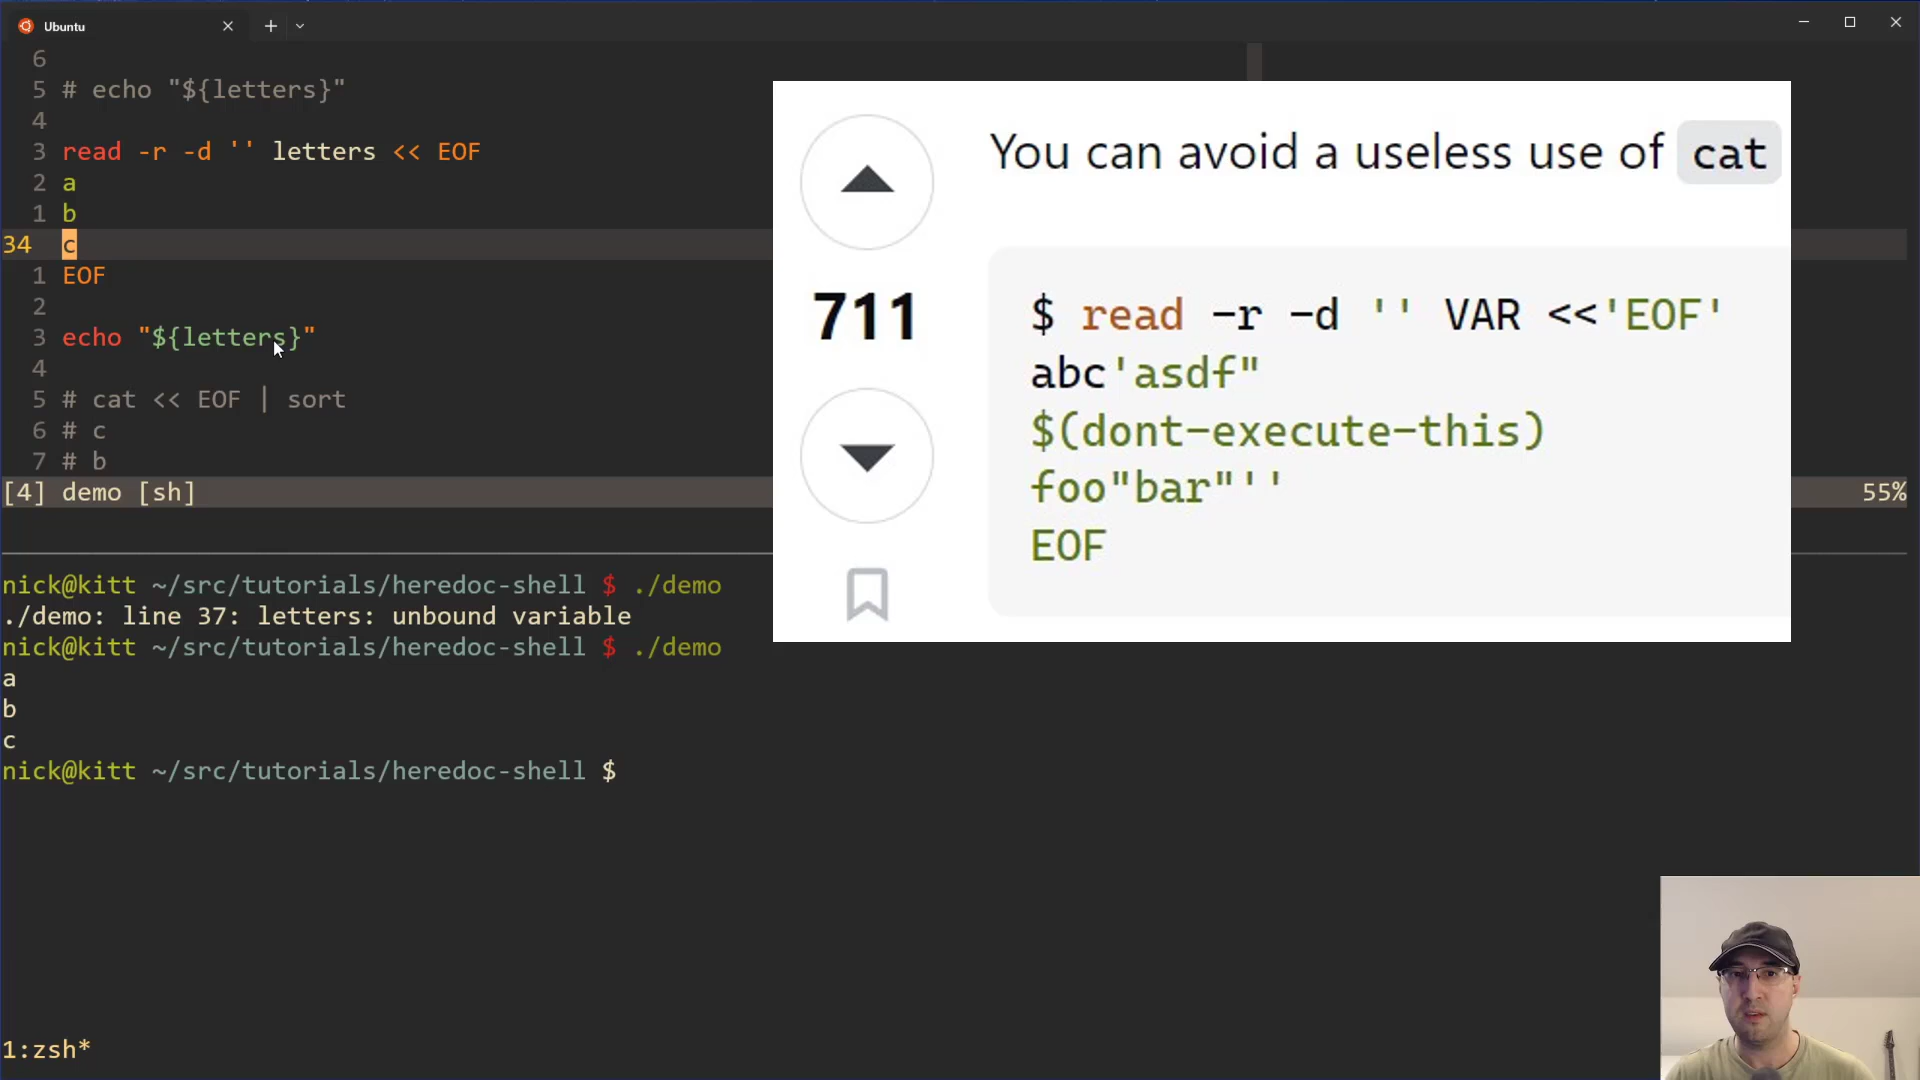 Ubuntu
6
5 # echo "${letters}"
4
3 read -r -d '' letters << EOF
2 a
1 b
34 c
1 EOF
2
3 echo "${letters}"
4
5 # cat << EOF | sort
6 # c
7 # b
[4] demo [sh]
55%
You can avoid a useless use of cat
711
$ read -r -d '' VAR <<'EOF'
abc'asdf"
$(dont-execute-this)
foo"bar"''
EOF
nick@kitt ~/src/tutorials/heredoc-shell $ ./demo
./demo: line 37: letters: unbound variable
nick@kitt ~/src/tutorials/heredoc-shell $ ./demo
a
b
c
nick@kitt ~/src/tutorials/heredoc-shell $
1:zsh*